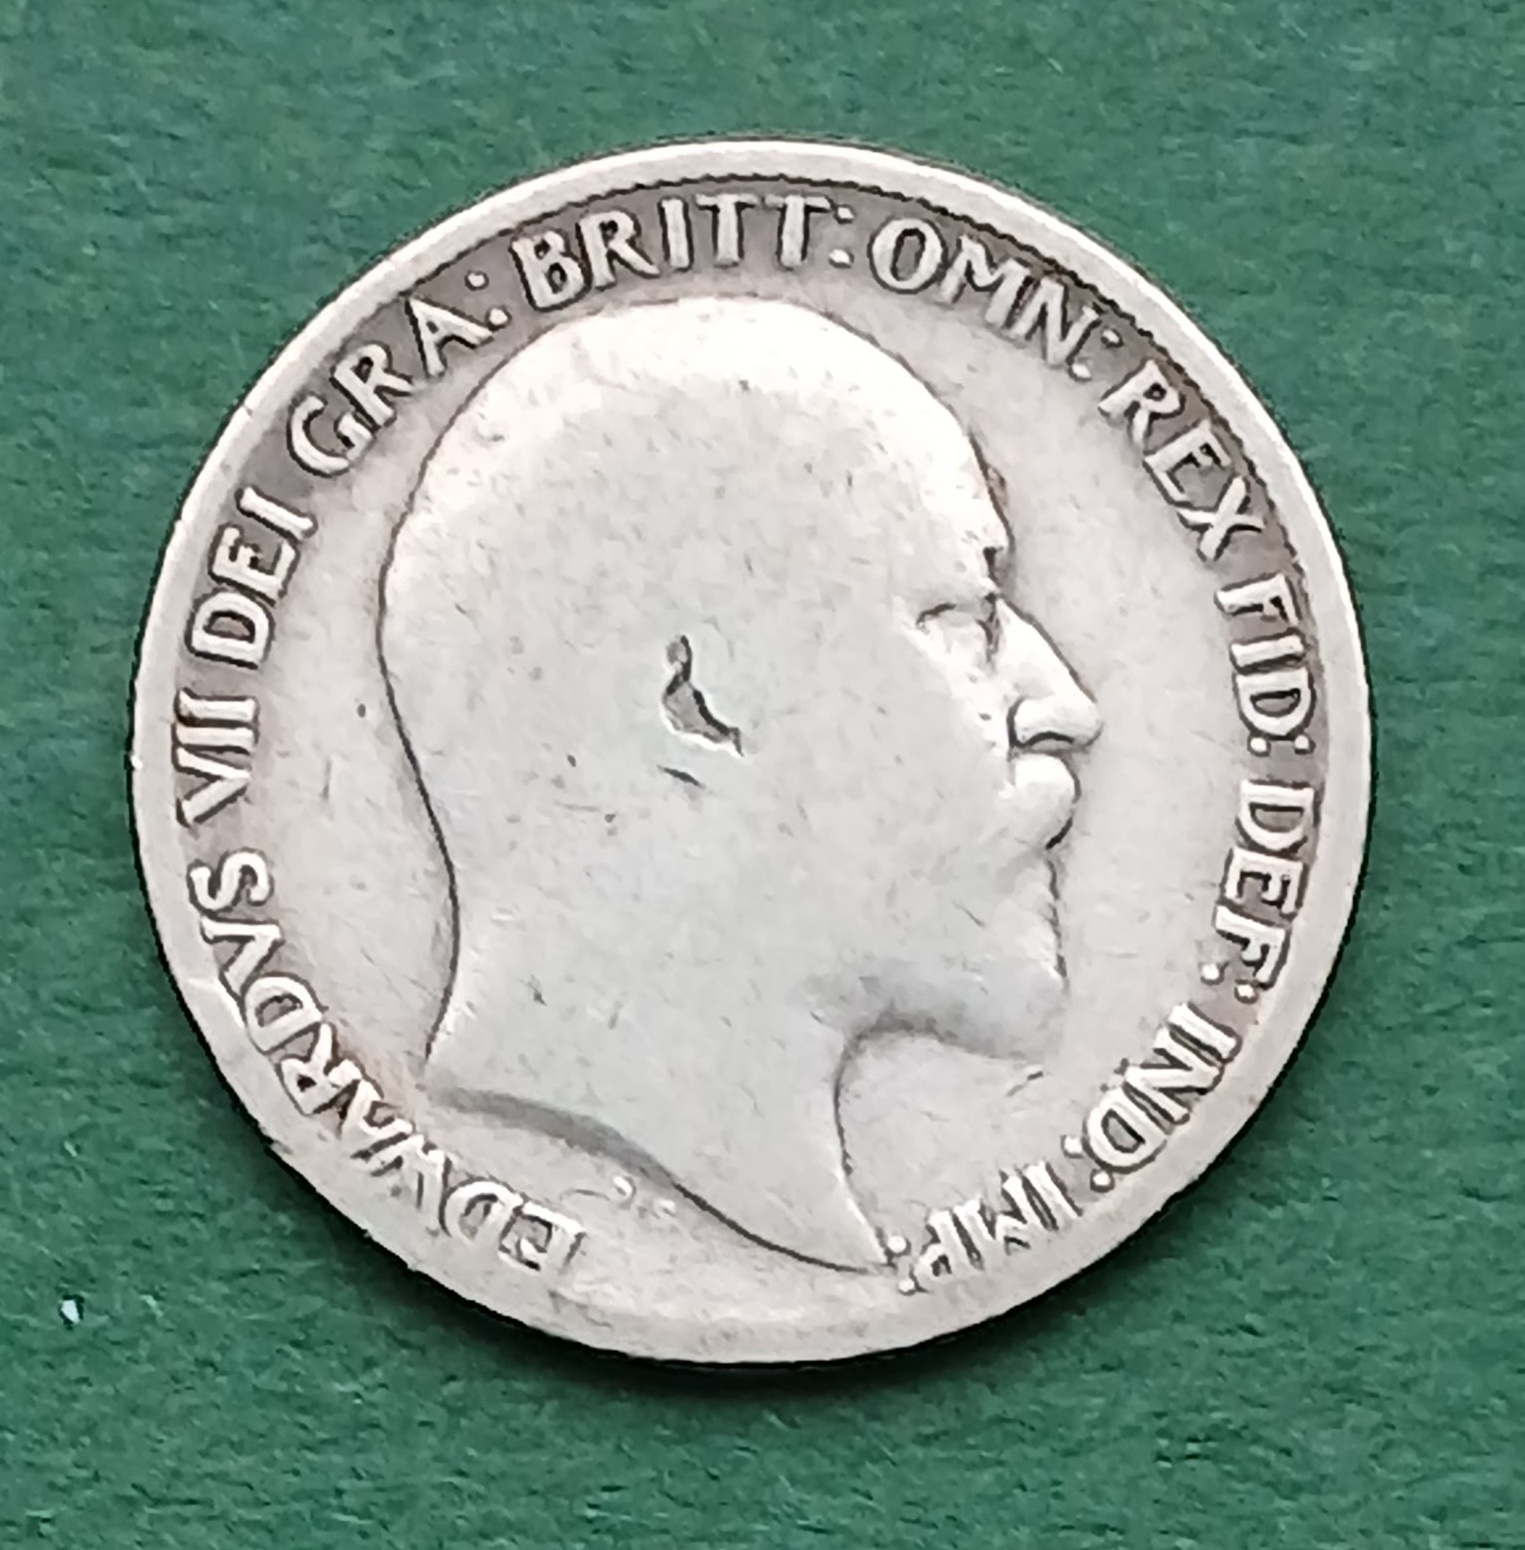 EDWARDVS VII DEI GRA: BRITT: OMN: REX FID: DEF: IND: IMP: